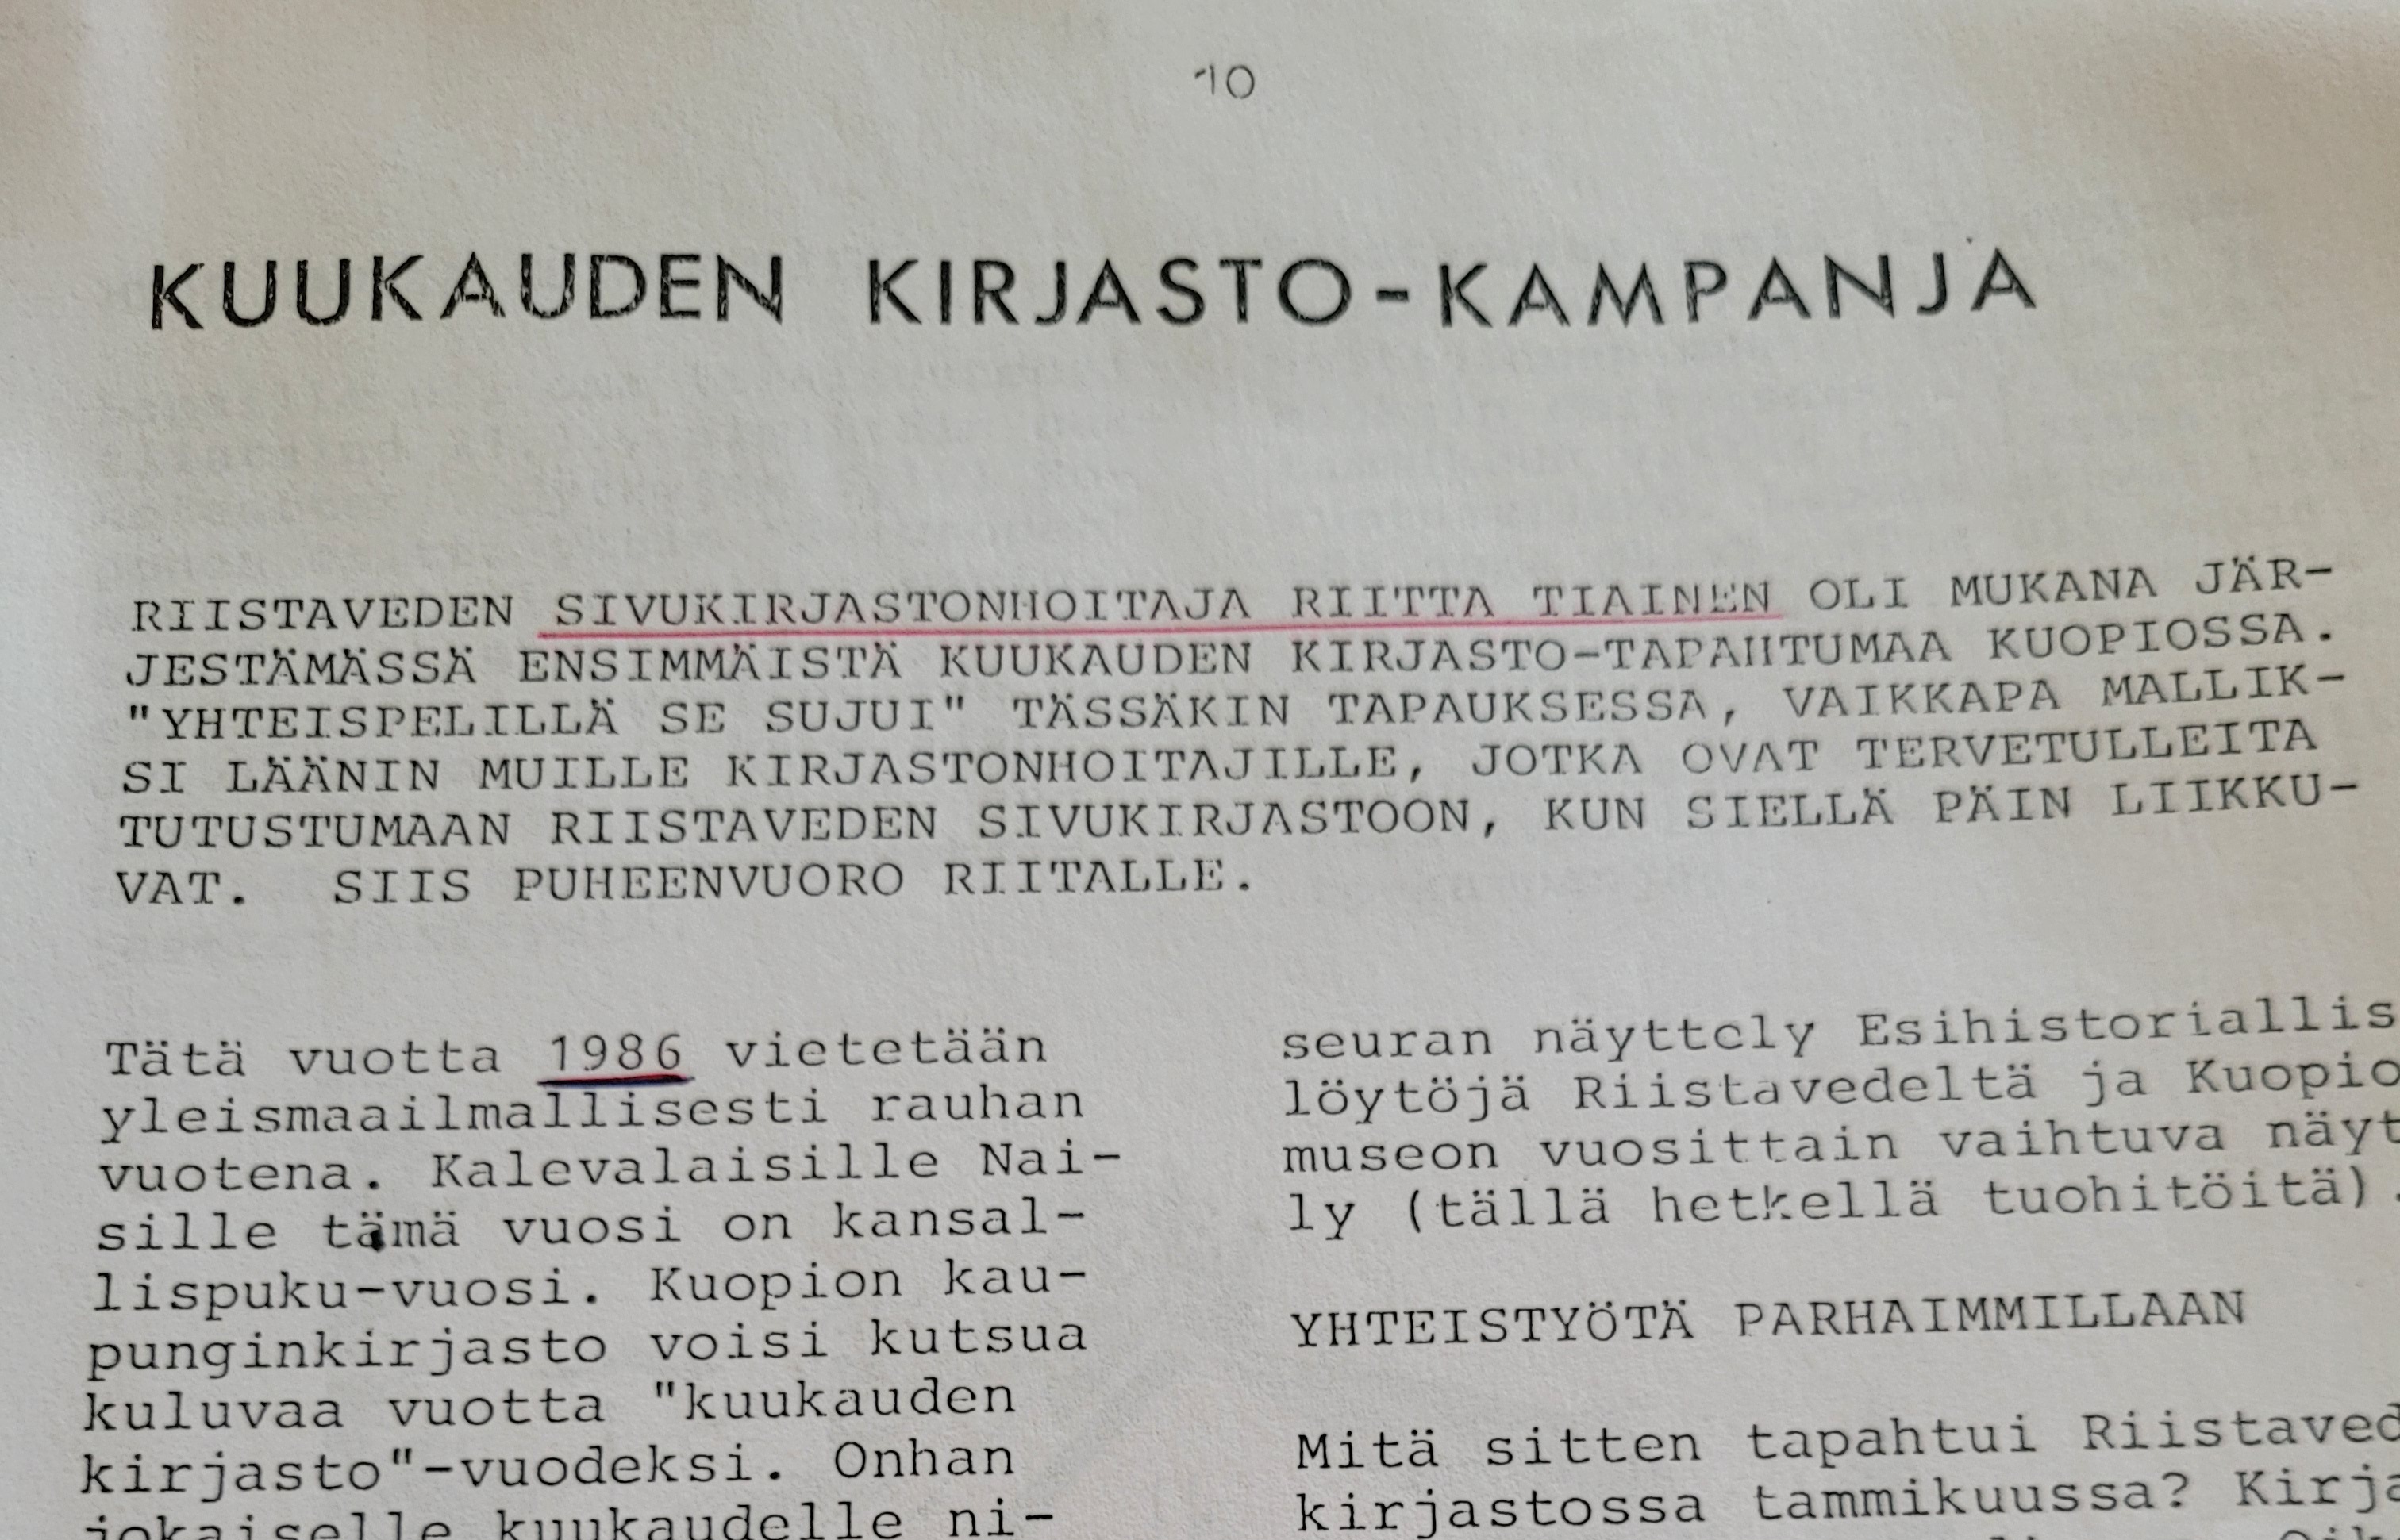 10
KUUKAUDEN KIRJASTO-KAMPANJA
RIISTAVEDEN SIVUKIRJASTONHOITAJA RIITTA TIAINEN OLI MUKANA JÄR-
JESTÄMÄSSÄ ENSIMMÄISTÄ KUUKAUDEN KIRJASTO-TAPAHTUMAA KUOPIOSSA.
"YHTEISPELILLÄ SE SUJUI" TÄSSÄKIN TAPAUKSESSA, VAIKKAPA MALLIK-
SI LÄÄNIN MUILLE KIRJASTONHOITAJILLE, JOTKA OVAT TERVETULLEITA
TUTUSTUMAAN RIISTAVEDEN SIVUKIRJASTOON, KUN SIELLÄ PÄIN LIIKKU-
VAT. SIIS PUHEENVUORO RIITALLE.
Tätä vuotta 1986 vietetään
yleismaailmallisesti rauhan
vuotena. Kalevalaisille Nai-
sille tämä vuosi on kansal-
lispuku-vuosi. Kuopion kau-
punginkirjasto voisi kutsua
kuluvaa vuotta "kuukauden
kirjasto"-vuodeksi. Onhan
jokaiselle kuukaudelle ni-
seuran näyttely Esihistoriallis
löytöjä Riistavedeltä ja Kuopio
museon vuosittain vaihtuva näyt
ly (tällä hetkellä tuohitöitä).
YHTEISTYÖTÄ PARHAIMMILLAAN
Mitä sitten tapahtui Riistaved
kirjastossa tammikuussa? Kirja